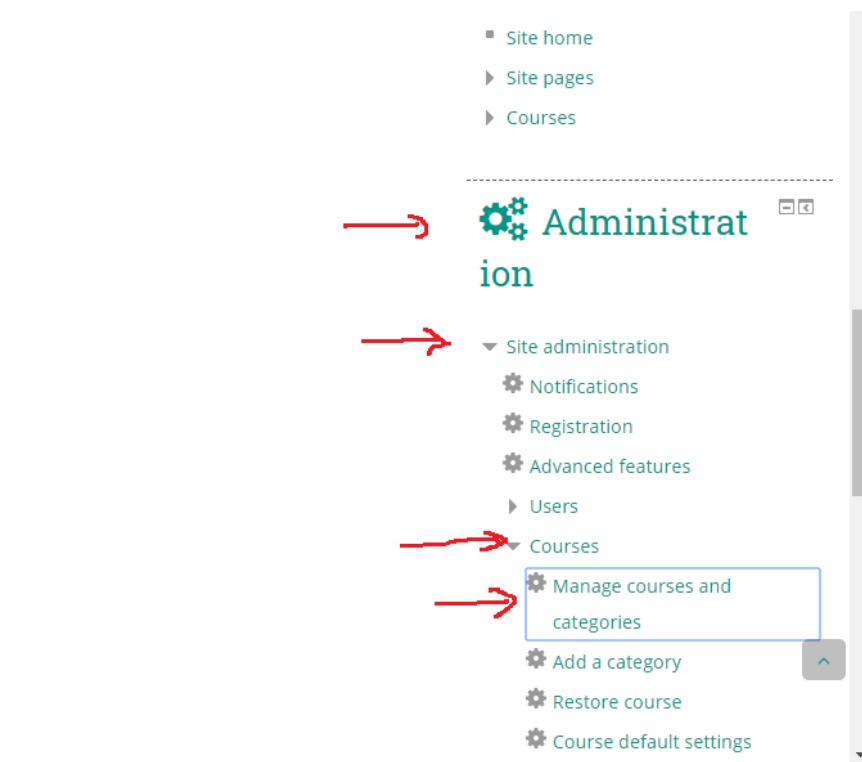 Site home
Site pages
Courses
Administrat
ion
Site administration
Notifications
Registration
Advanced features
Users
Courses
Manage courses and
categories
Add a category
Restore course
Course default settings